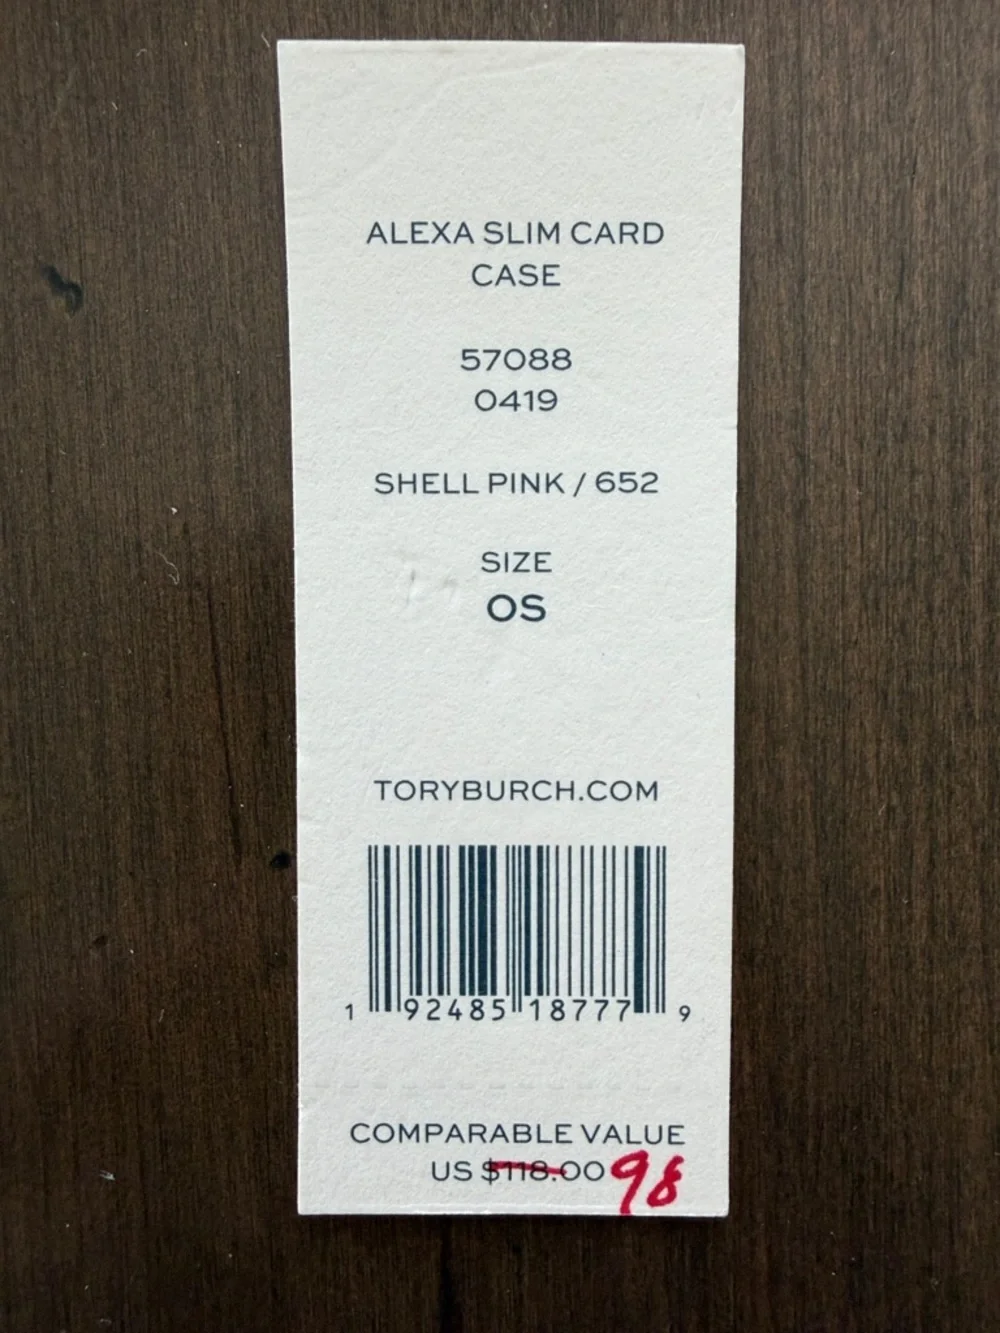 ALEXA SLIM CARD
CASE
57088
0419
SHELL PINK / 652
SIZE
OS
TORYBURCH.COM
1 92485 18777 9
COMPARABLE VALUE
US $118.00 98